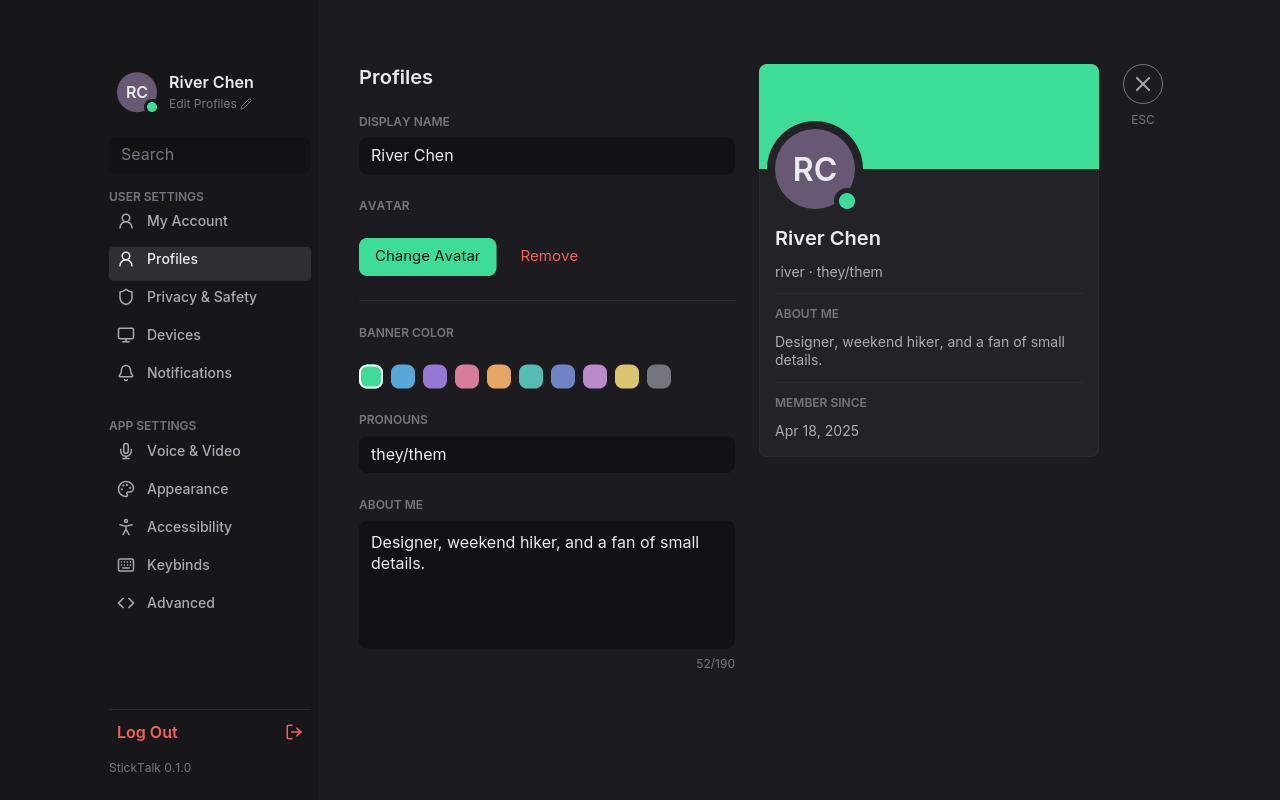 RC
River Chen
Edit Profiles
Search
USER SETTINGS
My Account
Profiles
Privacy & Safety
Devices
Notifications
APP SETTINGS
Voice & Video
Appearance
Accessibility
Keybinds
Advanced
Log Out
StickTalk 0.1.0
Profiles
DISPLAY NAME
River Chen
AVATAR
Change Avatar
Remove
BANNER COLOR
PRONOUNS
they/them
ABOUT ME
Designer, weekend hiker, and a fan of small
details.
52/190
RC
River Chen
river · they/them
ABOUT ME
Designer, weekend hiker, and a fan of small
details.
MEMBER SINCE
Apr 18, 2025
ESC